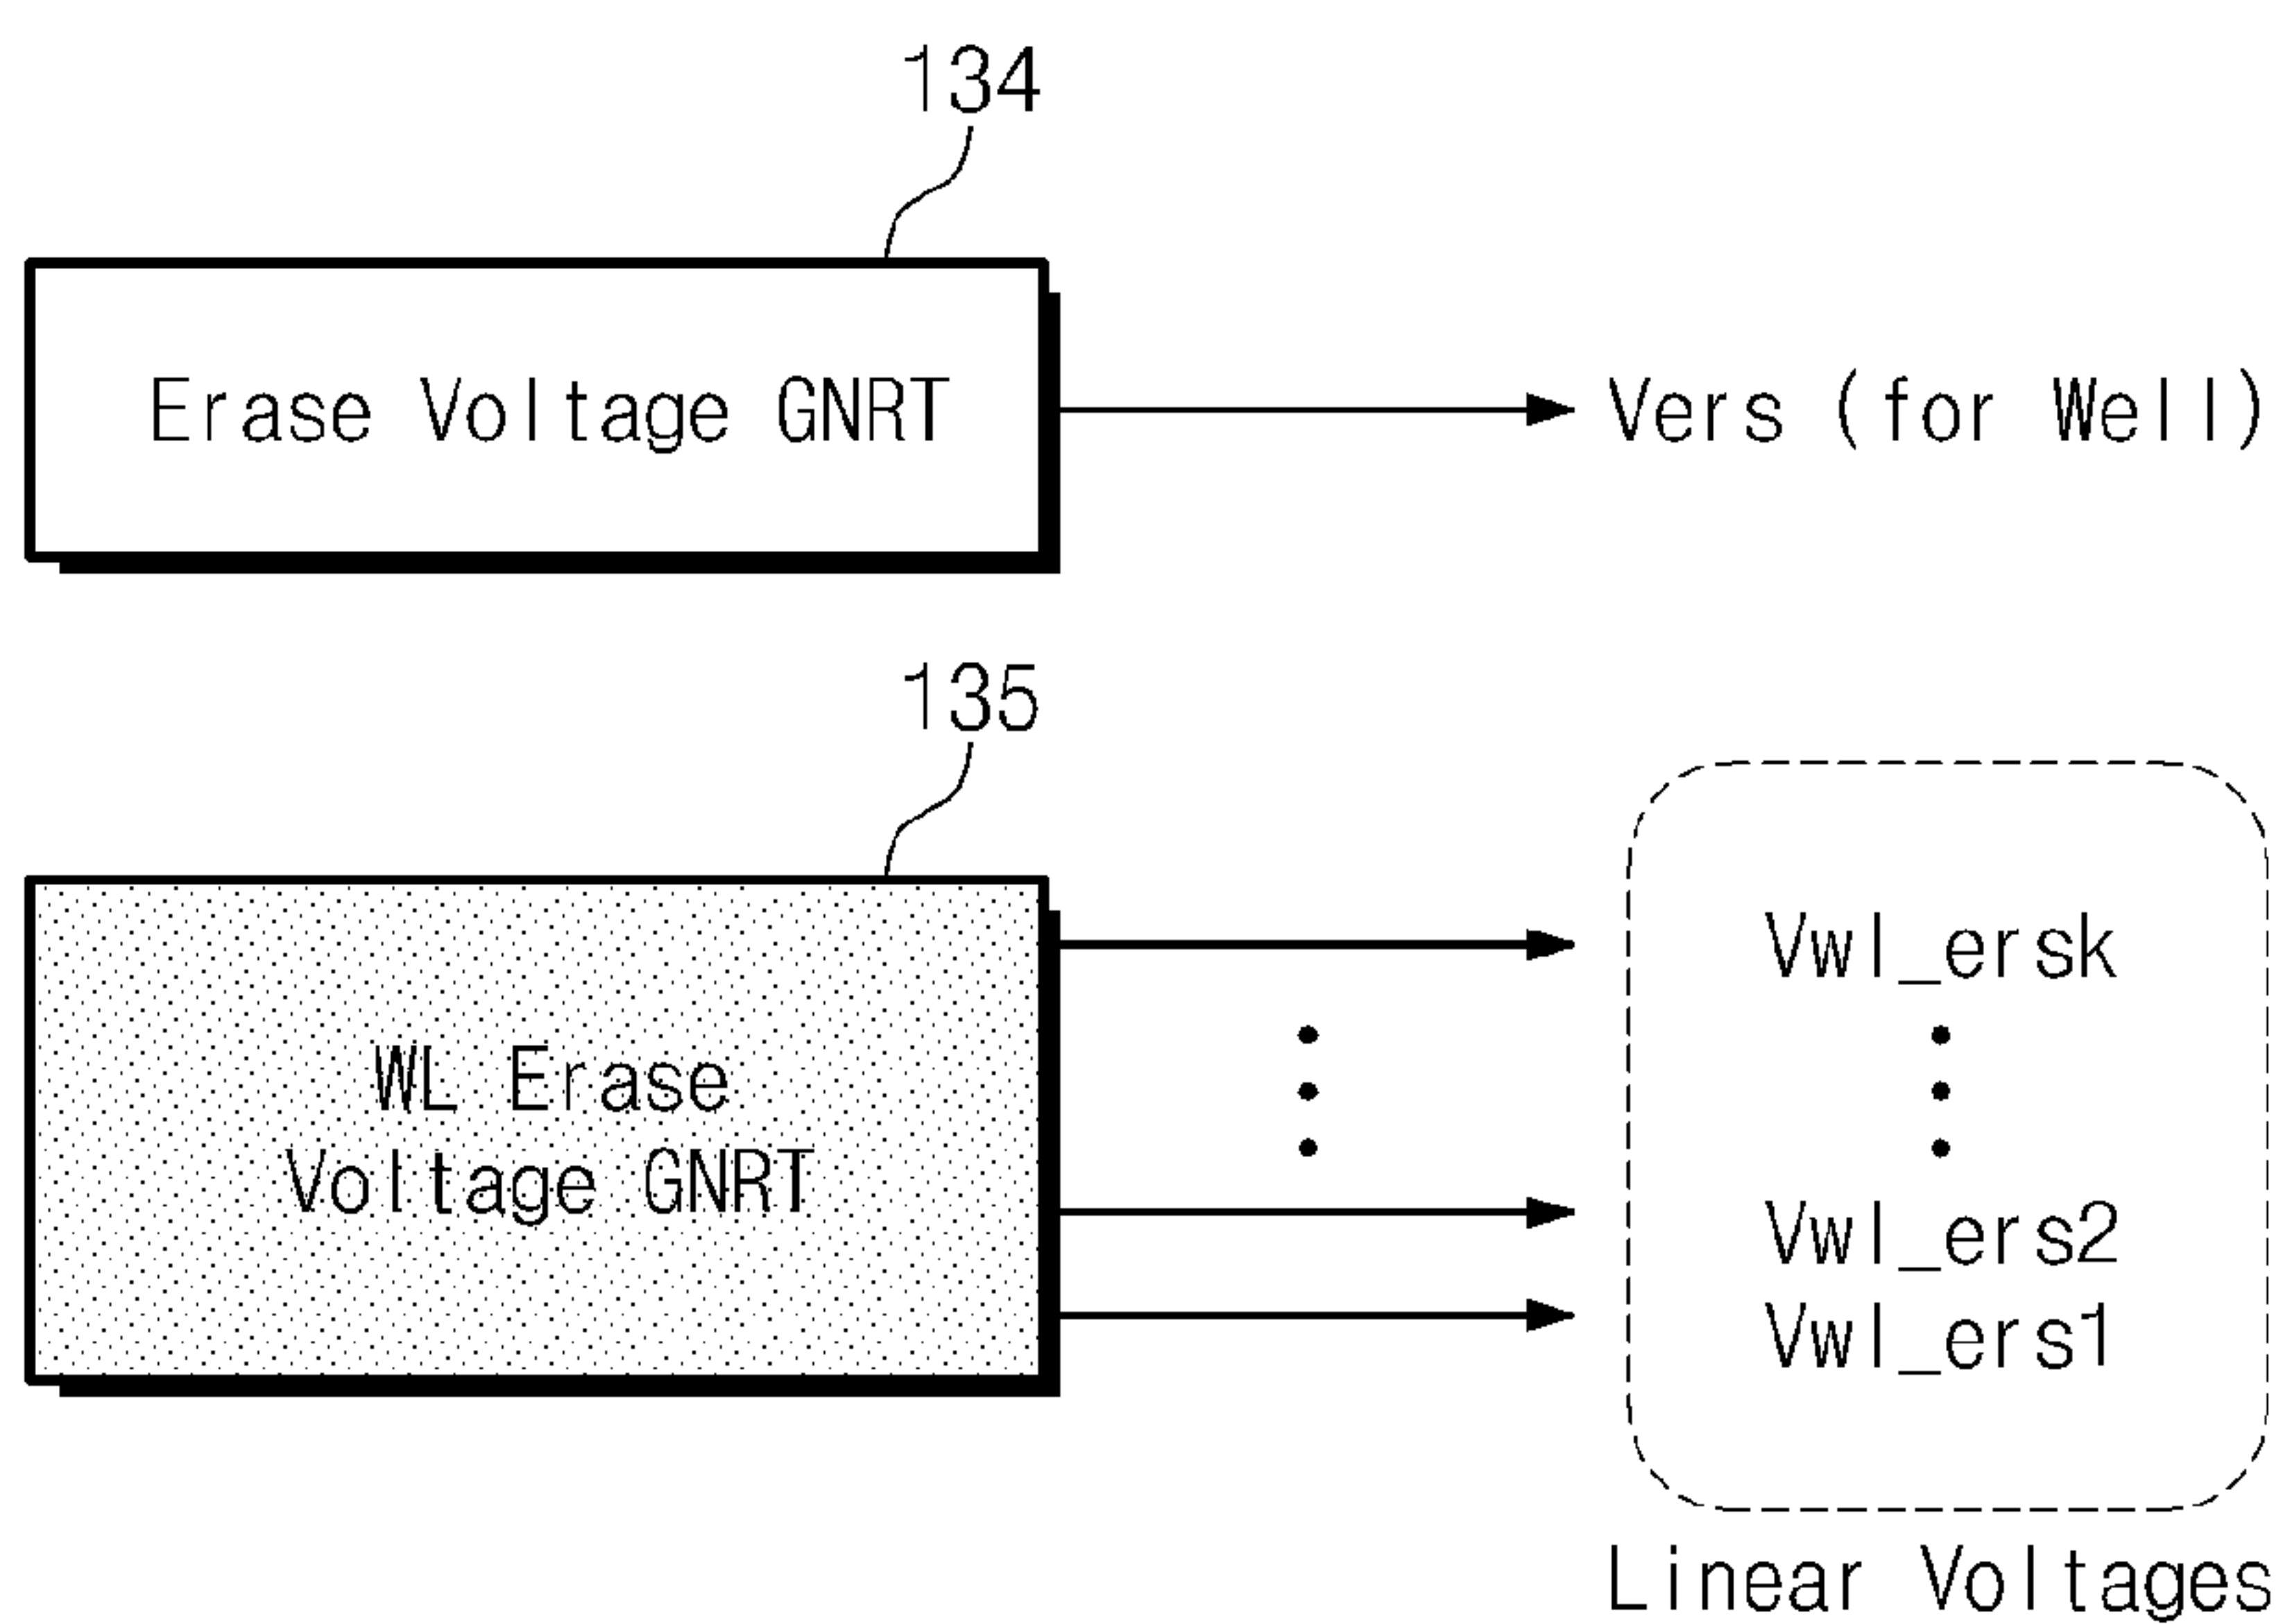 134
Erase Voltage GNRT
Vers (for Well)
135
WL Erase
Voltage GNRT
Vwl_ersk
Vwl_ers2
Vwl_ers1
Linear Voltages